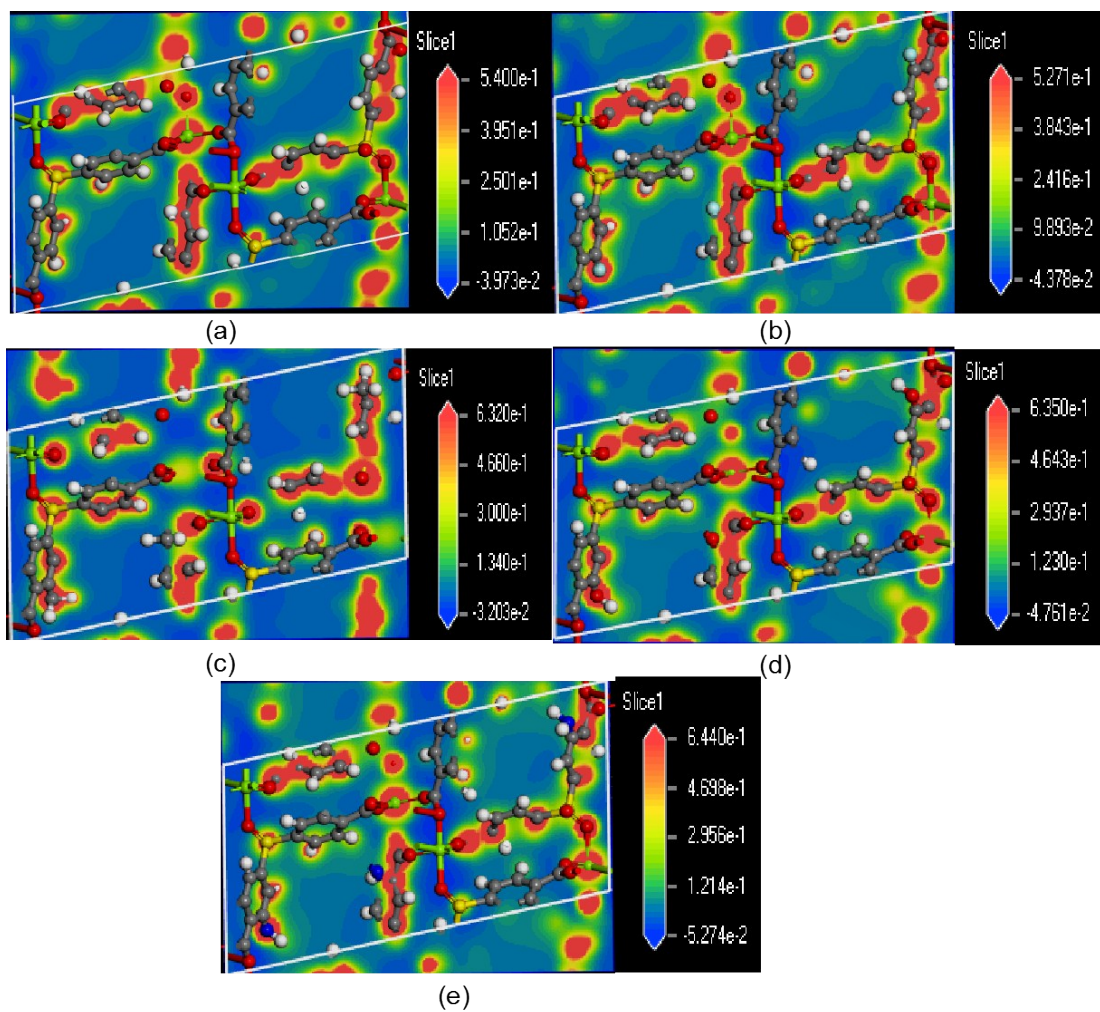 Slice1
5.400e-1
3.951e-1
2.501e-1
1.052e-1
-3.973e-2
(a)
Slice1
5.271e-1
3.843e-1
2.416e-1
9.893e-2
-4.378e-2
(b)
Slice1
6.320e-1
4.660e-1
3.000e-1
1.340e-1
-3.203e-2
(c)
Slice1
6.350e-1
4.643e-1
2.937e-1
1.230e-1
-4.761e-2
(d)
Slice1
6.440e-1
4.698e-1
2.956e-1
1.214e-1
-5.274e-2
(e)